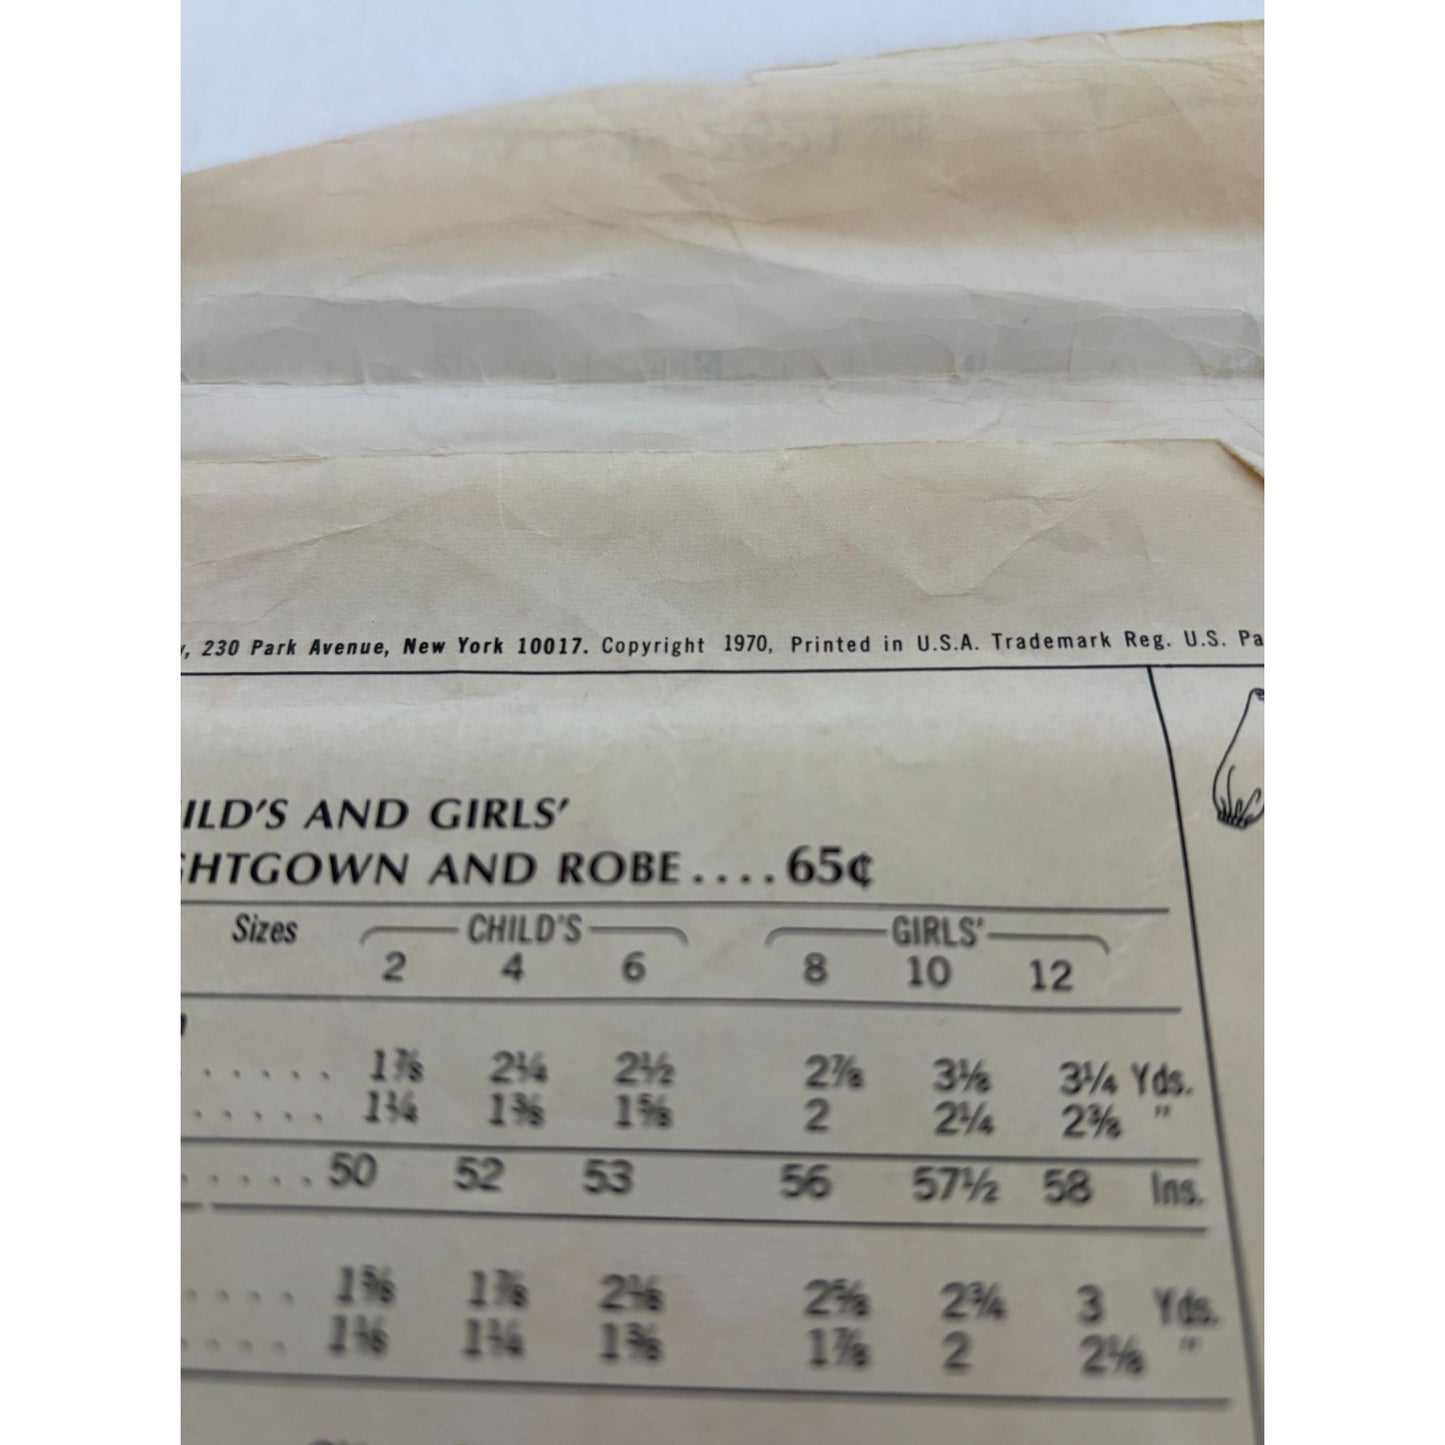 230 Park Avenue, New York 10017. Copyright 1970, Printed in U.S.A. Trademark Reg. U.S. Pa
ILD'S AND GIRLS'
GHTGOWN AND ROBE....65¢
Sizes CHILD'S GIRLS'
2 4 6 8 10 12
..... 1⅞ 2¼ 2½ 2⅞ 3⅛ 3¼ Yds.
..... 1¼ 1⅜ 1⅝ 2 2¼ 2⅜ "
.....50 52 53 56 57½ 58 Ins.
.... 1⅝ 1⅞ 2⅛ 2⅝ 2¾ 3 Yds.
.... 1⅛ 1¼ 1⅜ 1⅞ 2 2⅛ "